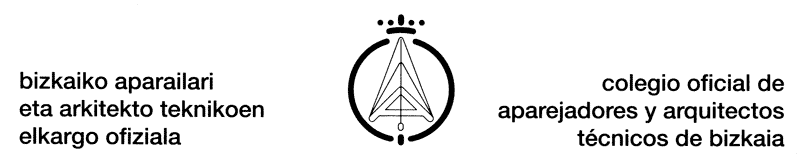 bizkaiko aparailari
eta arkitekto teknikoen
elkargo ofiziala
colegio oficial de
aparejadores y arquitectos
técnicos de bizkaia